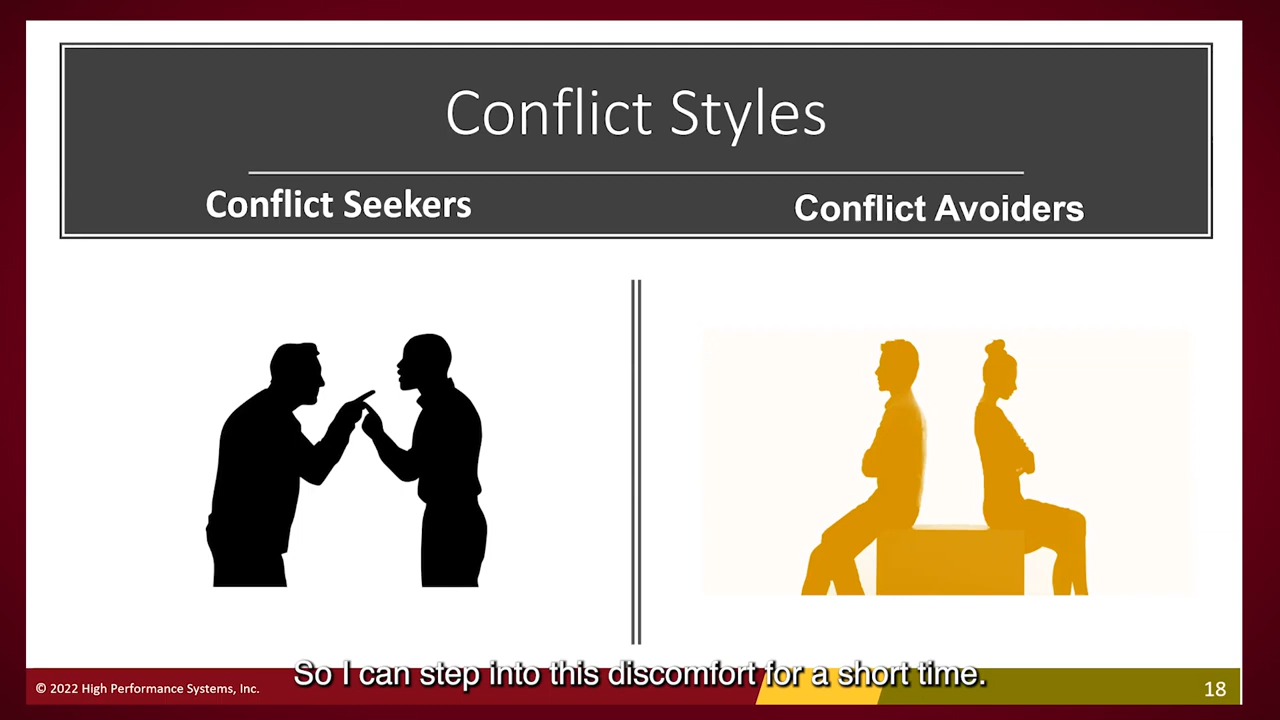 Conflict Styles
Conflict Seekers
Conflict Avoiders
So I can step into this discomfort for a short time.
© 2022 High Performance Systems, Inc.
18